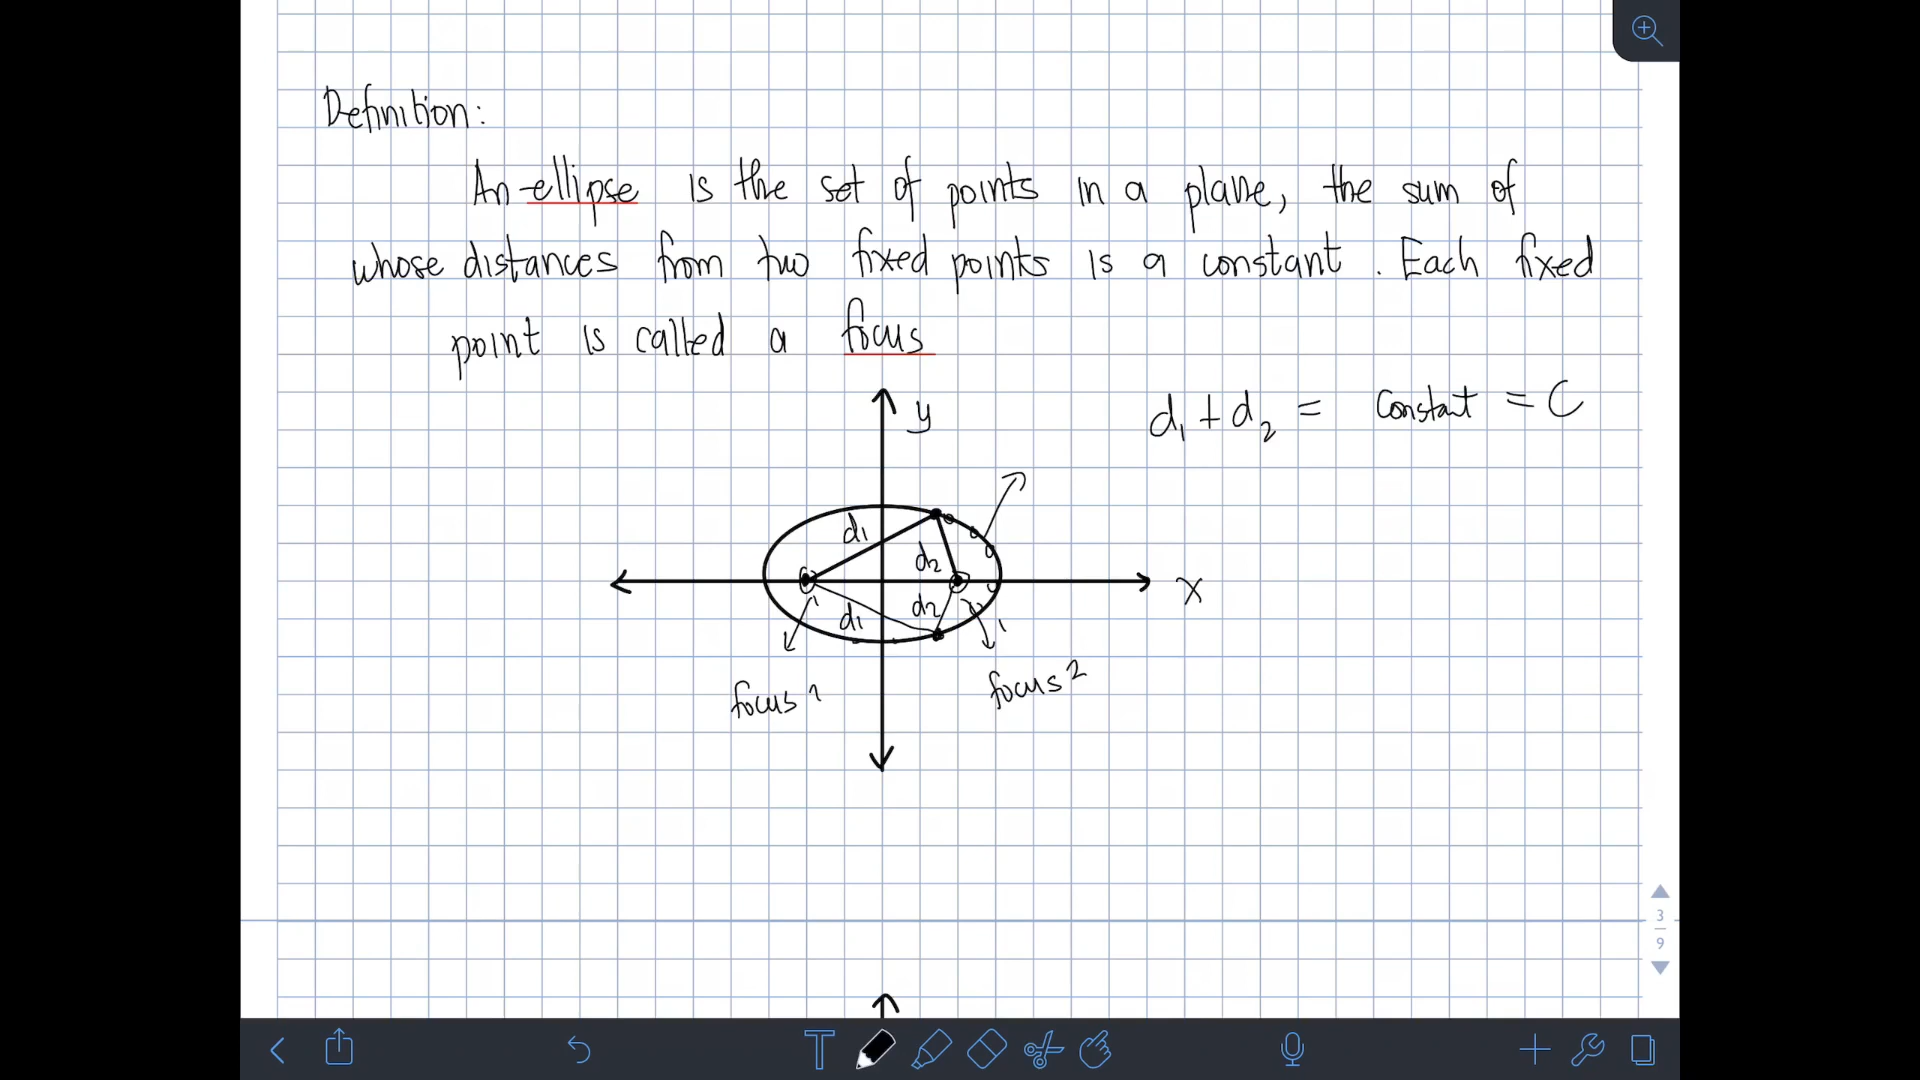 Definition:
An ellipse is the set of points in a plane, the sum of
whose distances from two fixed points is a constant. Each fixed
point is called a focus
y
d₁ + d₂ = constant = C
d₁
d₂
x
d₁
d₂
focus 1
focus 2
3
9
T